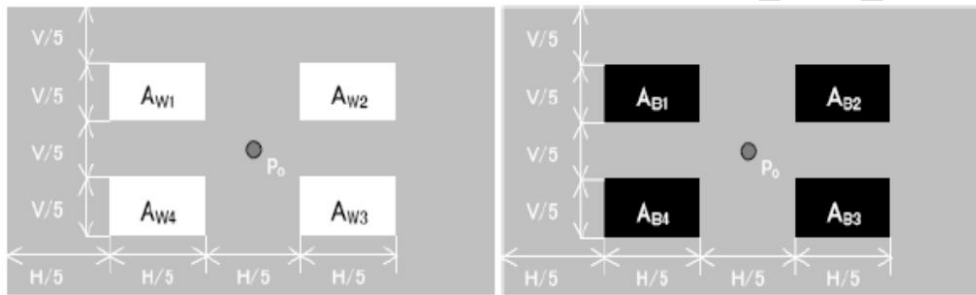 V/5
V/5 A_W1 A_W2
V/5 P_o
V/5 A_W4 A_W3
H/5 H/5 H/5 H/5
V/5
V/5 A_B1 A_B2
V/5 P_o
V/5 A_B4 A_B3
H/5 H/5 H/5 H/5